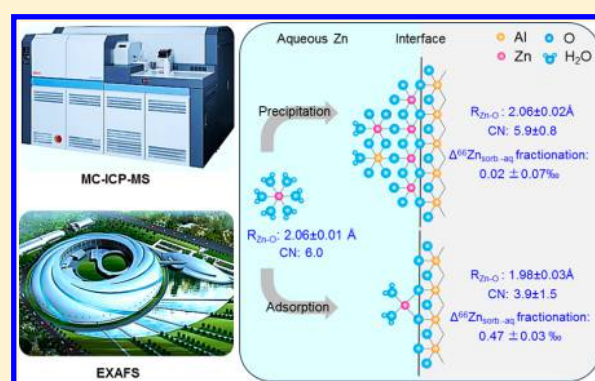 MC-ICP-MS
EXAFS
Aqueous Zn
Interface
Al
O
Zn
H₂O
Precipitation
R_Zn-O: 2.06±0.01 Å
CN: 6.0
Adsorption
R_Zn-O: 2.06±0.02Å
CN: 5.9±0.8
Δ⁶⁶Zn_sorb-aq fractionation:
0.02 ±0.07‰
R_Zn-O: 1.98±0.03Å
CN: 3.9±1.5
Δ⁶⁶Zn_sorb-aq fractionation:
0.47 ±0.03 ‰